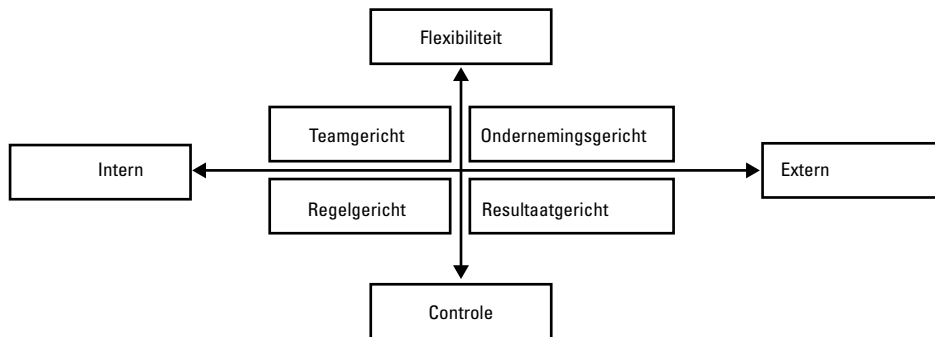 Flexibiliteit
Teamgericht
Ondernemingsgericht
Intern
Extern
Regelgericht
Resultaatgericht
Controle